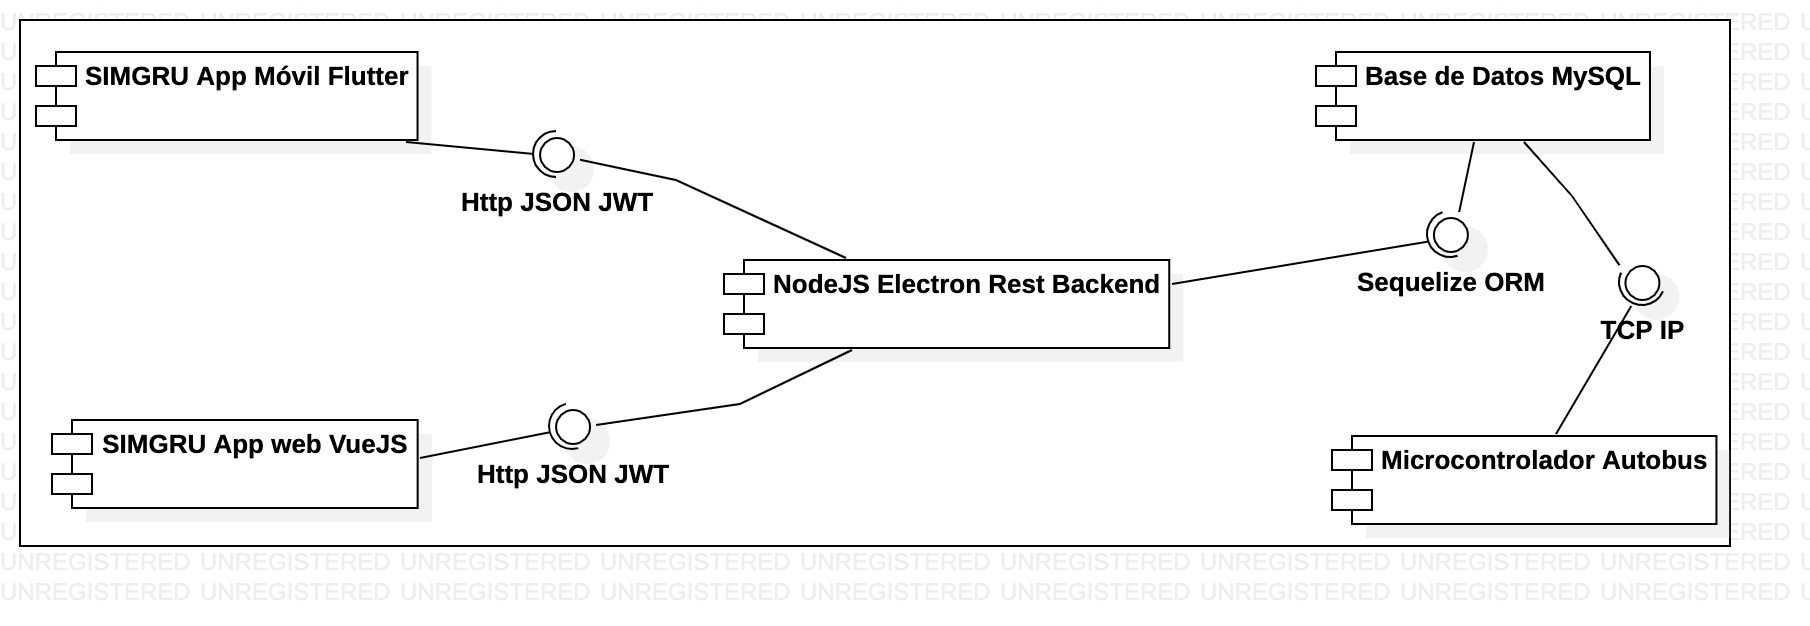 SIMGRU App Móvil Flutter
Base de Datos MySQL
Http JSON JWT
NodeJS Electron Rest Backend
Sequelize ORM
TCP IP
SIMGRU App web VueJS
Http JSON JWT
Microcontrolador Autobus
UNREGISTERED UNREGISTERED UNREGISTERED UNREGISTERED UNREGISTERED UNREGISTERED UNREGISTERED UNREGISTERED UNREGISTERED
UNREGISTERED UNREGISTERED UNREGISTERED UNREGISTERED UNREGISTERED UNREGISTERED UNREGISTERED UNREGISTERED UNREGISTERED